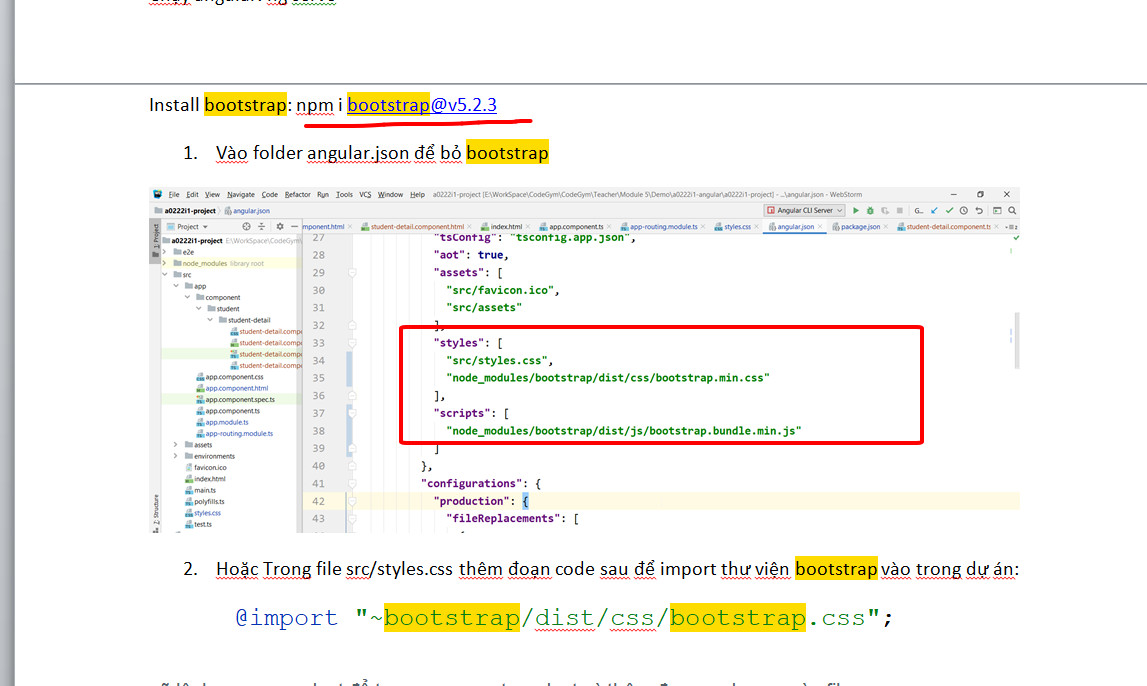 Install bootstrap: npm i bootstrap@v5.2.3
1. Vào folder angular.json để bỏ bootstrap
File Edit View Navigate Code Refactor Run Tools VCS Window Help a0222i1-project [E:\WorkSpace\CodeGym\CodeGym\Teacher\Module 5\Demo\a0222i1-angular\a0222i1-project] - ...\angular.json - WebStorm
a0222i1-project angular.json Angular CLI Server G...
Project mponent.html student-detail.component.html index.html app.component.ts app-routing.module.ts styles.css angular.json package.json student-detail.component.t
1: Project
a0222i1-project E:\WorkSpace\CodeGym
e2e
node_modules library root
src
app
component
student
student-detail
student-detail.compo
student-detail.compo
student-detail.compo
student-detail.compo
app.component.css
app.component.html
app.component.spec.ts
app.component.ts
app.module.ts
app-routing.module.ts
assets
environments
favicon.ico
index.html
main.ts
polyfills.ts
styles.css
test.ts
Z: Structure
27 "tsConfig": "tsconfig.app.json",
28 "aot": true,
29 "assets": [
30 "src/favicon.ico",
31 "src/assets"
32 ],
33 "styles": [
34 "src/styles.css",
35 "node_modules/bootstrap/dist/css/bootstrap.min.css"
36 ],
37 "scripts": [
38 "node_modules/bootstrap/dist/js/bootstrap.bundle.min.js"
39 ]
40 },
41 "configurations": {
42 "production": {
43 "fileReplacements": [
2. Hoặc Trong file src/styles.css thêm đoạn code sau để import thư viện bootstrap vào trong dự án:
@import "~bootstrap/dist/css/bootstrap.css";